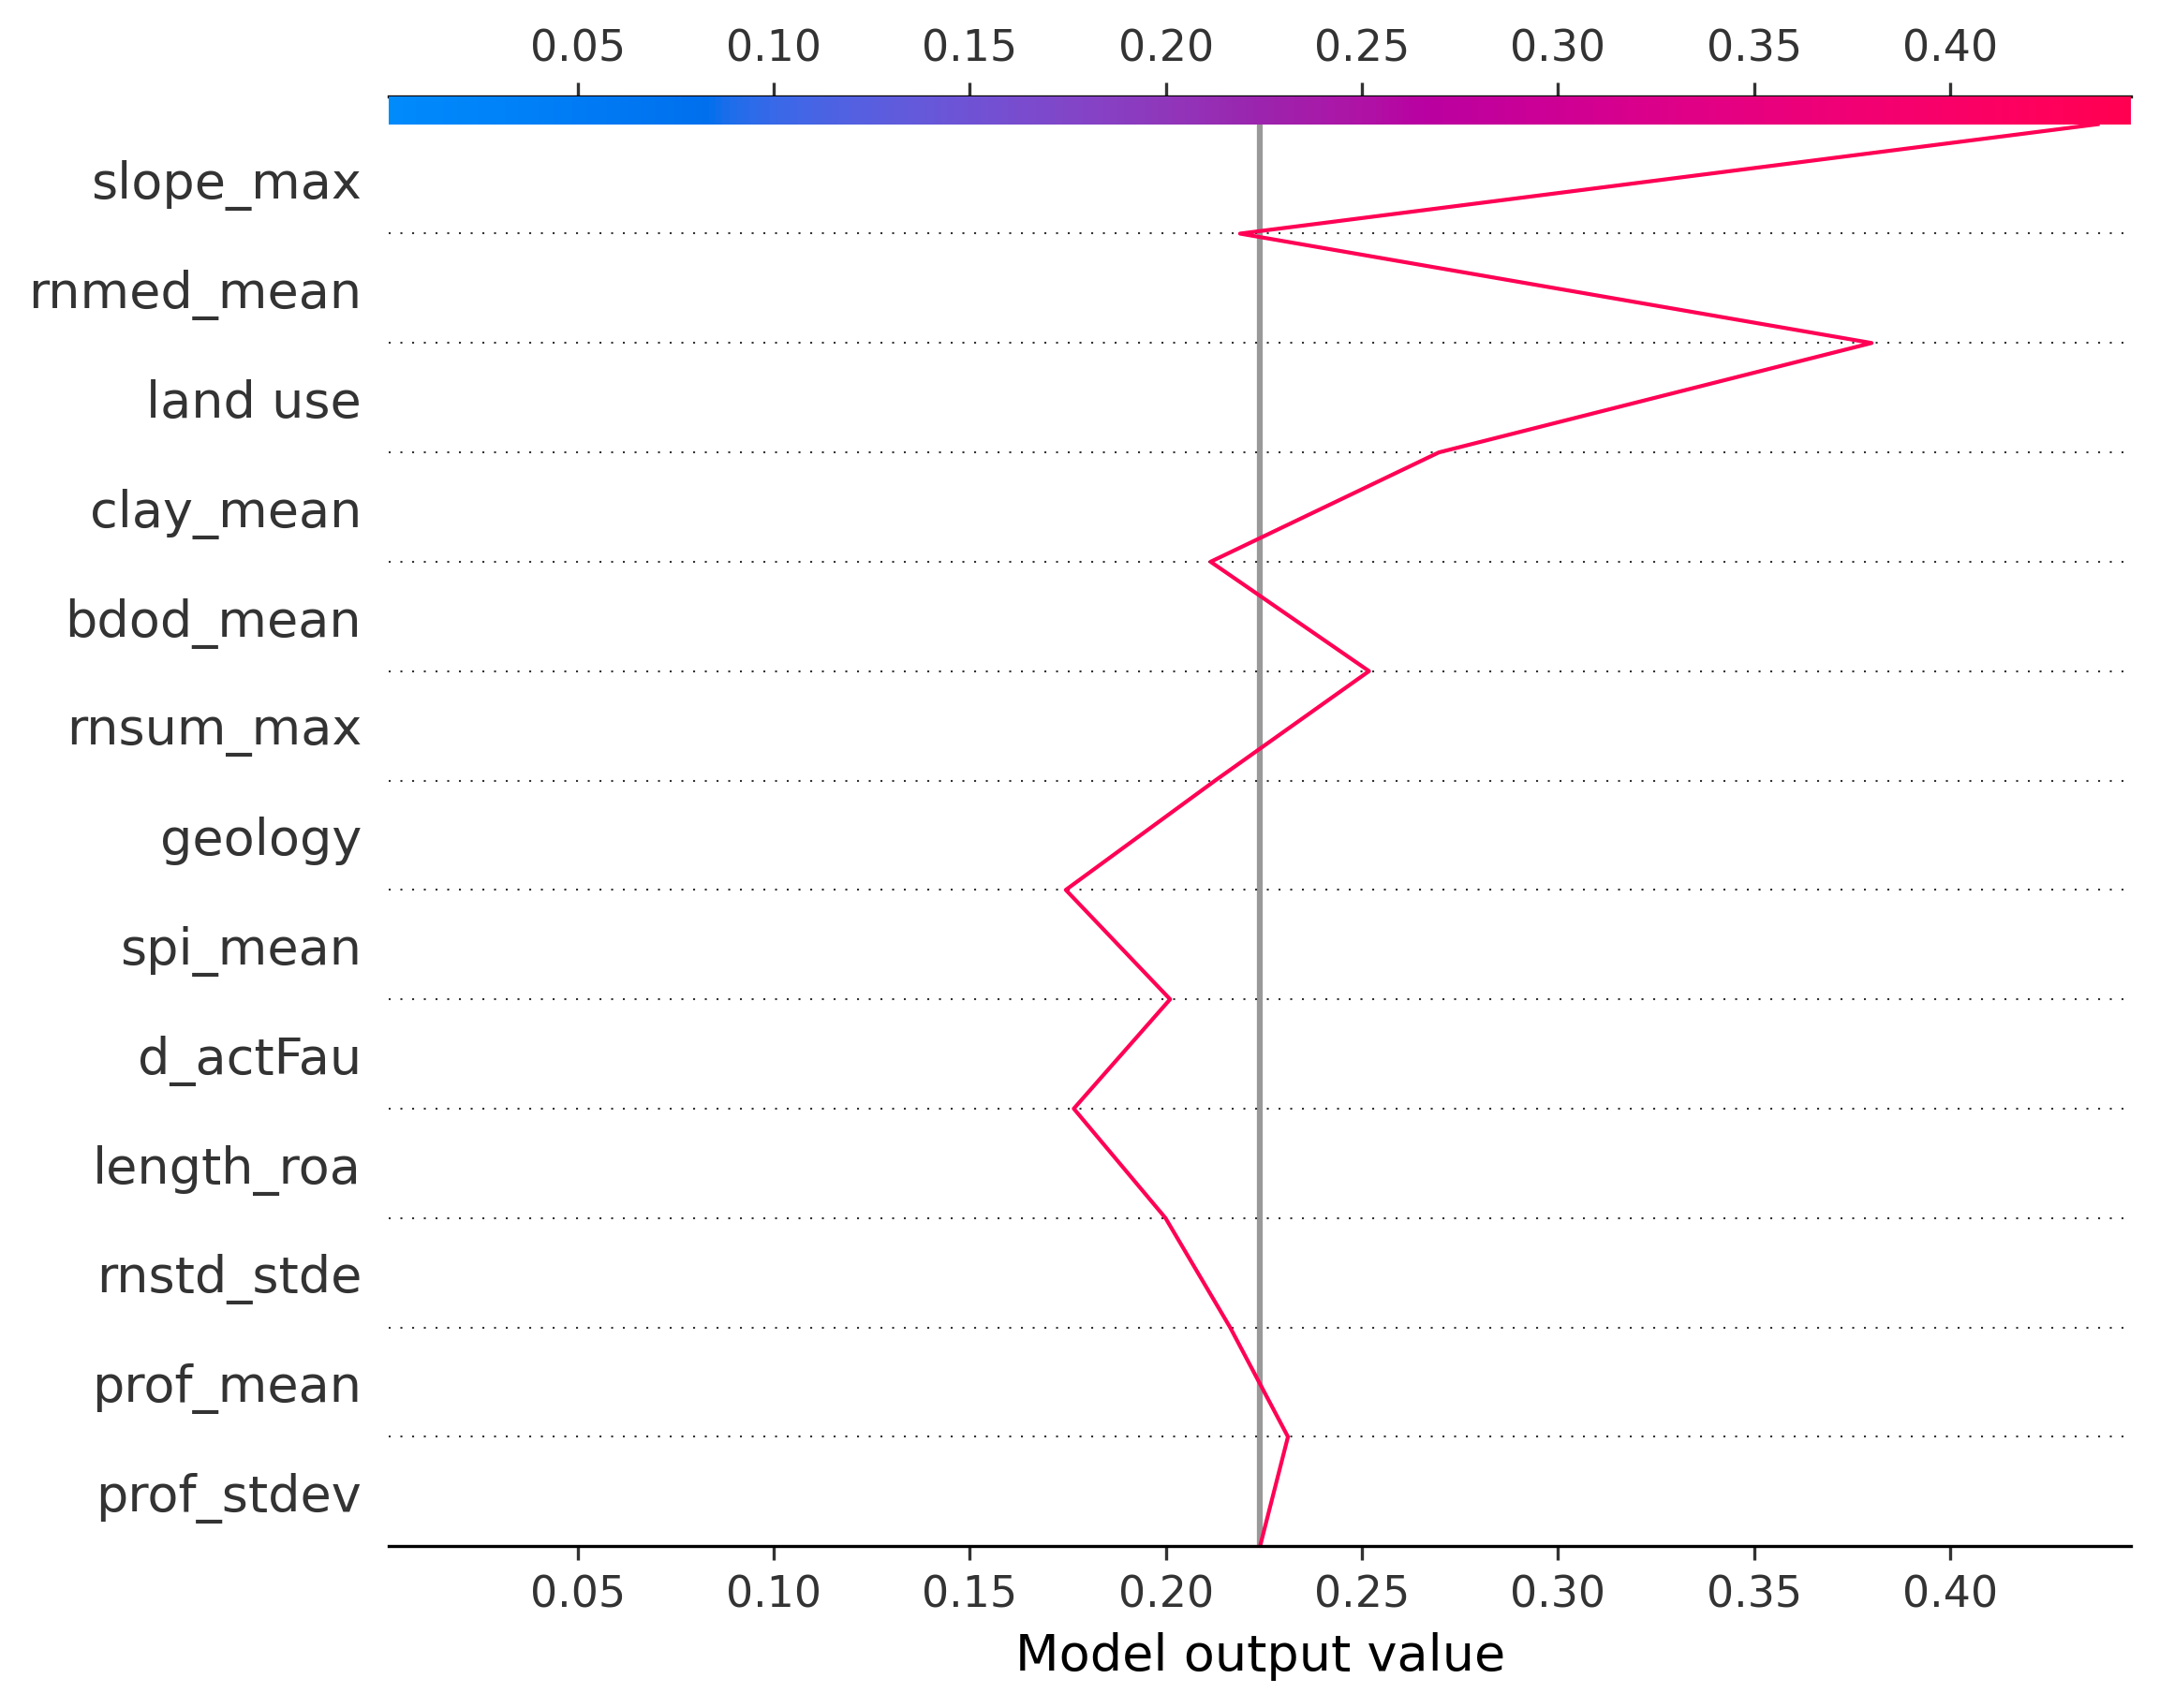 0.05 0.10 0.15 0.20 0.25 0.30 0.35 0.40
slope_max
rnmed_mean
land use
clay_mean
bdod_mean
rnsum_max
geology
spi_mean
d_actFau
length_roa
rnstd_stde
prof_mean
prof_stdev
0.05 0.10 0.15 0.20 0.25 0.30 0.35 0.40
Model output value